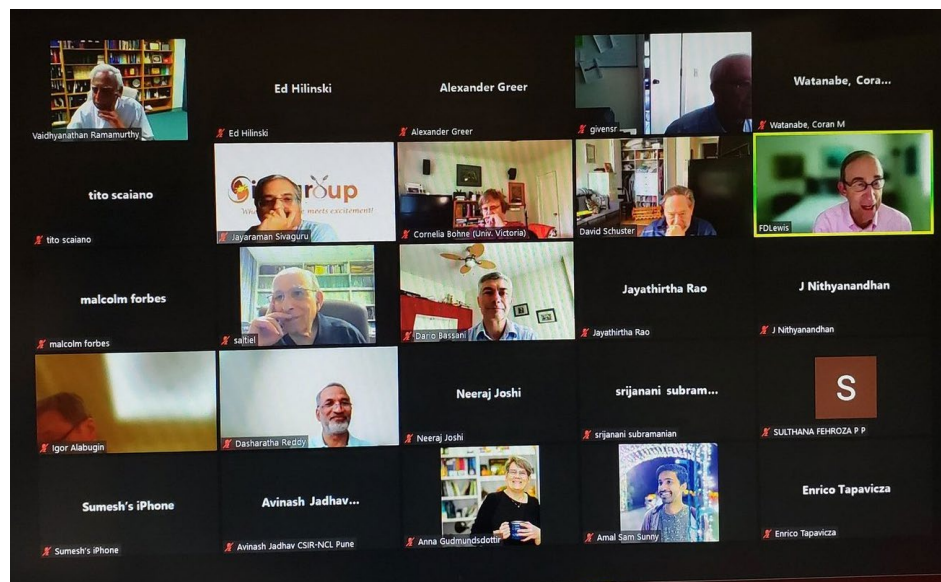 Vaidhyanathan Ramamurthy
Ed Hilinski
Ed Hilinski
Alexander Greer
Alexander Greer
givensr
Watanabe, Cora...
Watanabe, Coran M
tito scaiano
tito scaiano
group
meets excitement!
Jayaraman Sivaguru
Cornelia Bohne (Univ. Victoria)
David Schuster
FDLewis
malcolm forbes
malcolm forbes
saltiel
Dario Bassani
Jayathirtha Rao
Jayathirtha Rao
J Nithyanandhan
J Nithyanandhan
Igor Alabugin
Dasharatha Reddy
Neeraj Joshi
Neeraj Joshi
srijanani subram...
srijanani subramanian
S
SULTHANA FEHROZA P P
Sumesh's iPhone
Sumesh's iPhone
Avinash Jadhav...
Avinash Jadhav CSIR-NCL Pune
Anna Gudmundsdottir
Amal Sam Sunny
Enrico Tapavicza
Enrico Tapavicza